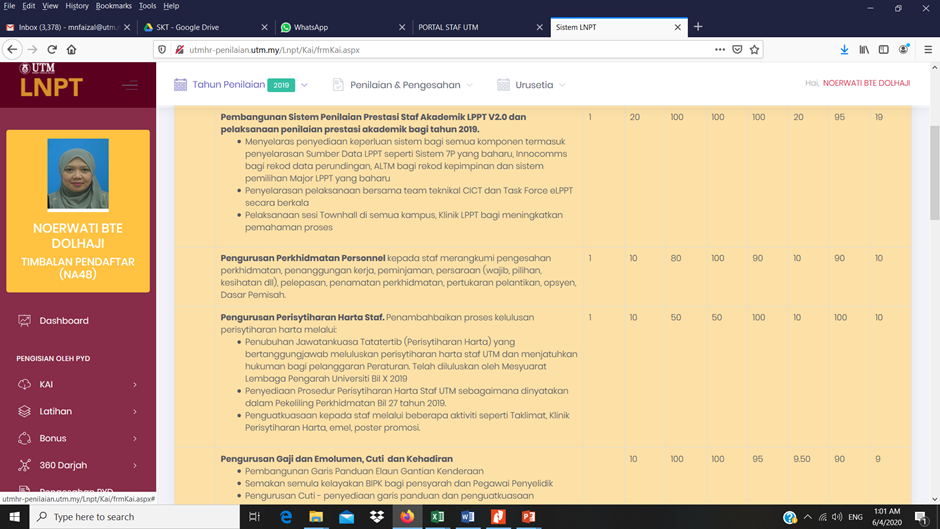 File Edit View History Bookmarks Tools Help
Inbox (3,378) - mnfaizal@utm.
SKT - Google Drive
WhatsApp
PORTAL STAF UTM
Sistem LNPT
utmhr-penilaian.utm.my/Lnpt/Kai/frmKai.aspx
UTM
LNPT
Tahun Penilaian 2019
Penilaian & Pengesahan
Urusetia
Hai, NOERWATI BTE DOLHAJI
NOERWATI BTE
DOLHAJI
TIMBALAN PENDAFTAR
(NA48)
Dashboard
PENGISIAN OLEH PYD
KAI
Latihan
Bonus
360 Darjah
Pembangunan Sistem Penilaian Prestasi Staf Akademik LPPT V2.0 dan 1 20 100 100 100 20 95 19
pelaksanaan penilaian prestasi akademik bagi tahun 2019.
• Menyelaras penyediaan keperluan sistem bagi semua komponen termasuk
penyelarasan Sumber Data LPPT seperti Sistem 7P yang baharu, Innocomms
bagi rekod data perundingan, ALTM bagi rekod kepimpinan dan sistem
pemilihan Major LPPT yang baharu
• Penyelarasan pelaksanaan bersama team teknikal CICT dan Task Force eLPPT
secara berkala
• Pelaksanaan sesi Townhall di semua kampus, Klinik LPPT bagi meningkatkan
pemahaman proses
Pengurusan Perkhidmatan Personnel kepada staf merangkumi pengesahan 1 10 80 100 90 10 90 10
perkhidmatan, penanggungan kerja, peminjaman, persaraan (wajib, pilihan,
kesihatan dll), pelepasan, penamatan perkhidmatan, pertukaran pelantikan, opsyen,
Dasar Pemisah.
Pengurusan Perisytiharan Harta Staf. Penambahbaikan proses kelulusan 1 10 50 50 100 10 100 10
perisytiharan harta melalui:
• Penubuhan Jawatankuasa Tatatertib (Perisytiharan Harta) yang
bertanggungjawab meluluskan perisytiharan harta staf UTM dan menjatuhkan
hukuman bagi pelanggaran Peraturan. Telah diluluskan oleh Mesyuarat
Lembaga Pengarah Universiti Bil X 2019
• Penyediaan Prosedur Perisytiharan Harta Staf UTM sebagaimana dinyatakan
dalam Pekeliling Perkhidmatan Bil 27 tahun 2019.
• Penguatkuasaan kepada staf melalui beberapa aktiviti seperti Taklimat, Klinik
Perisytiharan Harta, emel, poster promosi.
Pengurusan Gaji dan Emolumen, Cuti dan Kehadiran 10 100 100 95 9.50 90 9
• Pembangunan Garis Panduan Elaun Gantian Kenderaan
• Semakan semula kelayakan BIPK bagi pensyarah dan Pegawai Penyelidik
• Pengurusan Cuti - penyediaan garis panduan dan penguatkuasaan
utmhr-penilaian.utm.my/Lnpt/Kai/frmKai.aspx#
Type here to search
ENG
1:01 AM
6/4/2020